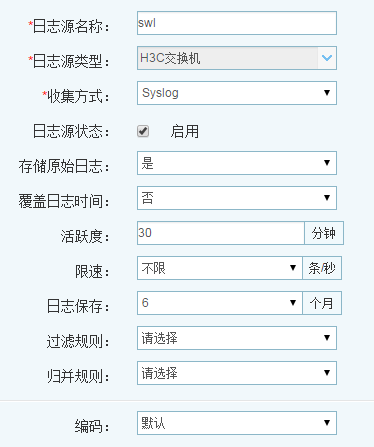 *日志源名称： swl
*日志源类型： H3C交换机
*收集方式： Syslog
日志源状态： 启用
存储原始日志： 是
覆盖日志时间： 否
活跃度： 30 分钟
限速： 不限 条/秒
日志保存： 6 个月
过滤规则： 请选择
归并规则： 请选择
编码： 默认